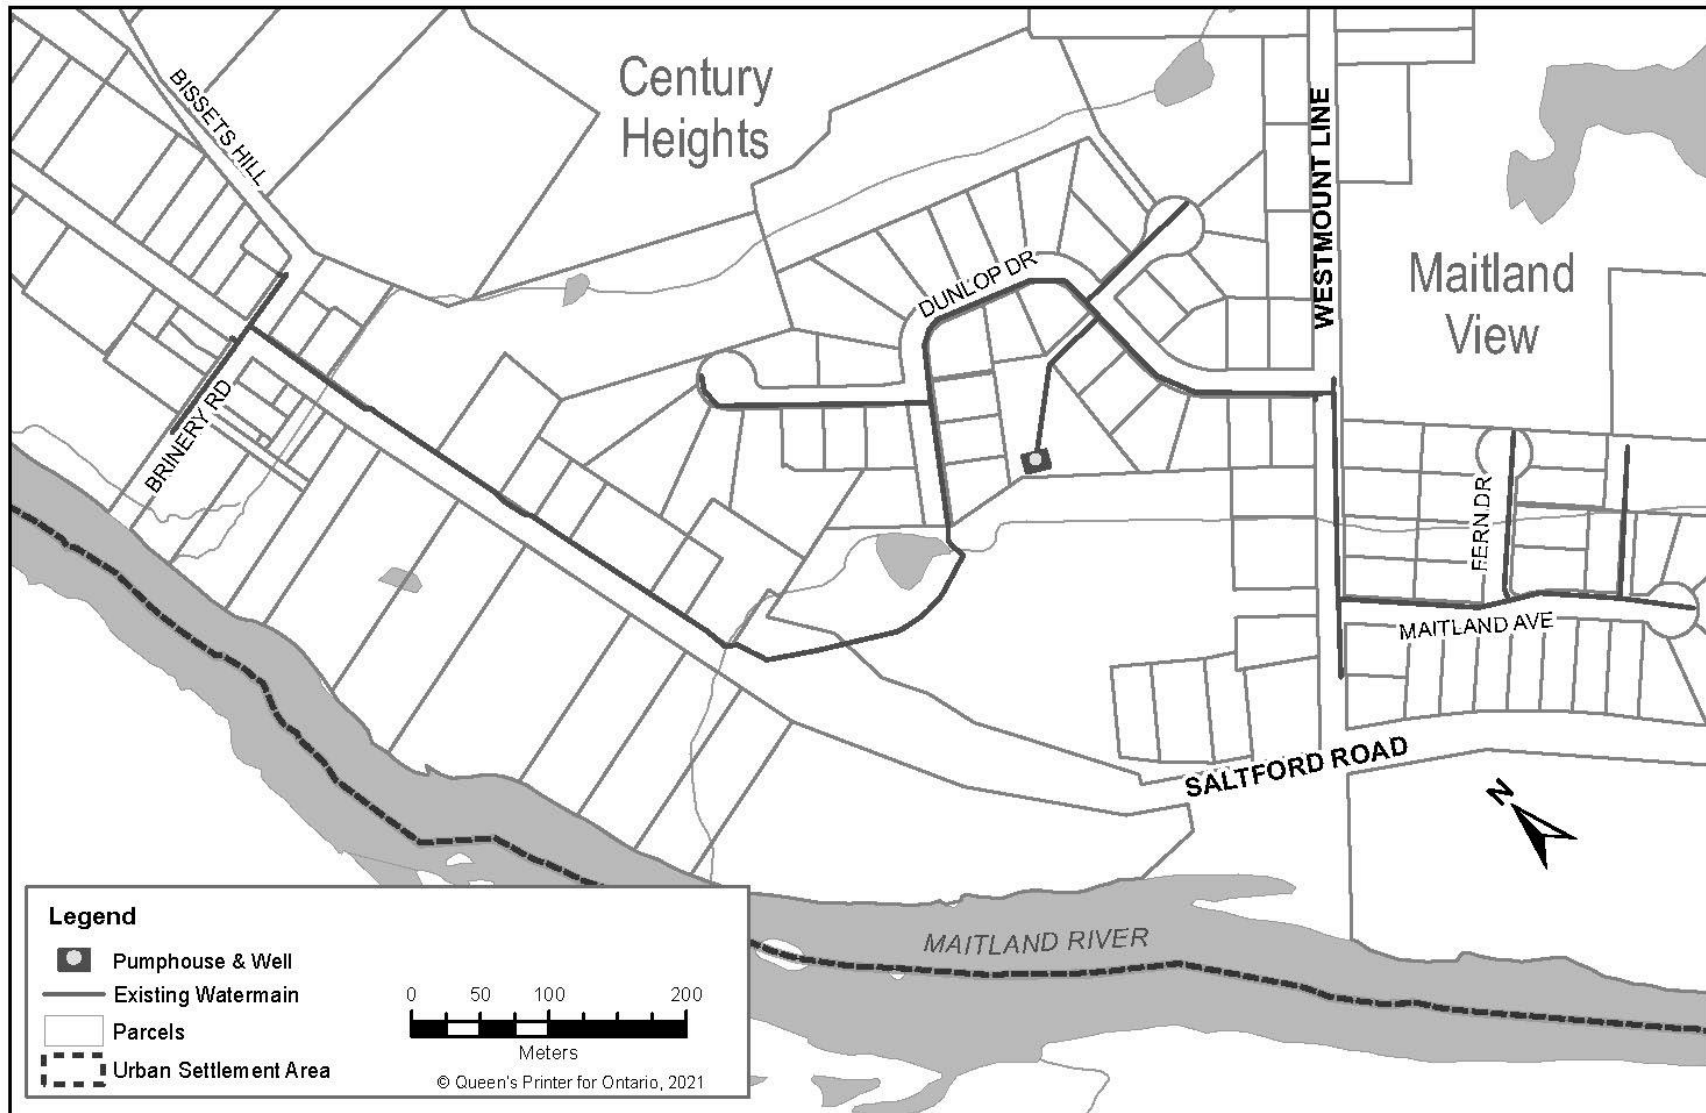 Century
Heights
BISSETS HILL
WESTMOUNT LINE
Maitland
View
DUNLOP DR
BRINERY RD
FERN DR
MAITLAND AVE
SALTFORD ROAD
N
MAITLAND RIVER
Legend
Pumphouse & Well
Existing Watermain
Parcels
Urban Settlement Area
0 50 100 200
Meters
© Queen's Printer for Ontario, 2021